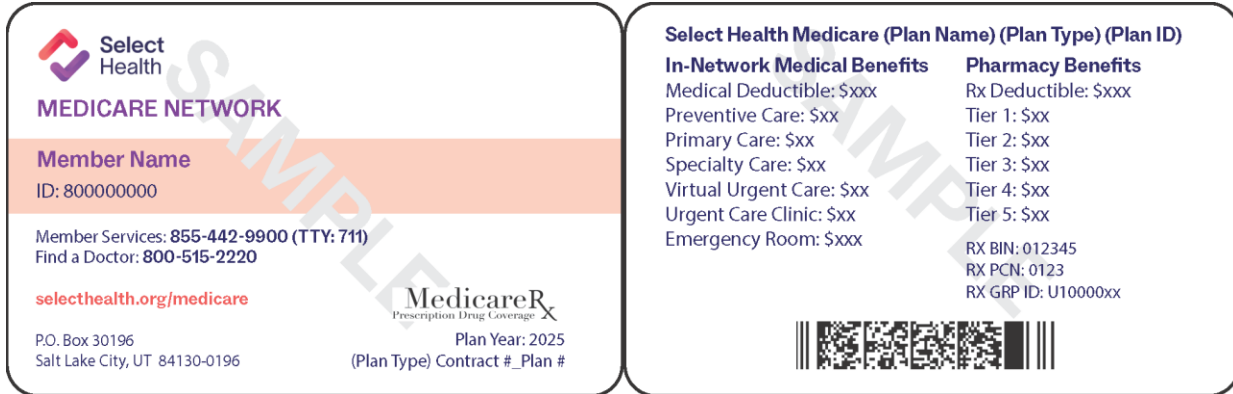 Select
Health
MEDICARE NETWORK
Member Name
ID: 800000000
Member Services: 855-442-9900 (TTY: 711)
Find a Doctor: 800-515-2220
selecthealth.org/medicare
MedicareRx
Prescription Drug Coverage
P.O. Box 30196
Salt Lake City, UT 84130-0196
Plan Year: 2025
(Plan Type) Contract #_Plan #
SAMPLE
Select Health Medicare (Plan Name) (Plan Type) (Plan ID)
In-Network Medical Benefits
Medical Deductible: $xxx
Preventive Care: $xx
Primary Care: $xx
Specialty Care: $xx
Virtual Urgent Care: $xx
Urgent Care Clinic: $xx
Emergency Room: $xxx
Pharmacy Benefits
Rx Deductible: $xxx
Tier 1: $xx
Tier 2: $xx
Tier 3: $xx
Tier 4: $xx
Tier 5: $xx
RX BIN: 012345
RX PCN: 0123
RX GRP ID: U10000xx
SAMPLE